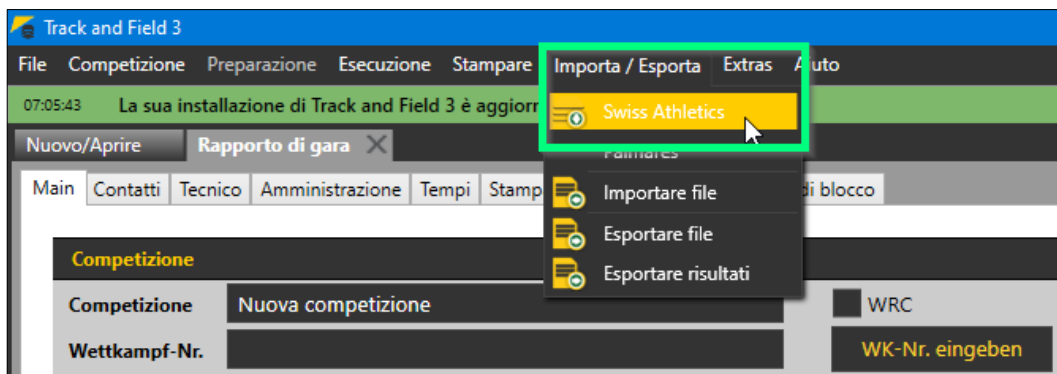 Track and Field 3
File Competizione Preparazione Esecuzione Stampare Importa / Esporta Extras Aiuto
07:05:43 La sua installazione di Track and Field 3 è aggiorn
Swiss Athletics
Nuovo/Aprire Rapporto di gara
Palmares
Main Contatti Tecnico Amministrazione Tempi Stamp di blocco
Importare file
Esportare file
Competizione
Esportare risultati
Competizione Nuova competizione WRC
Wettkampf-Nr. WK-Nr. eingeben